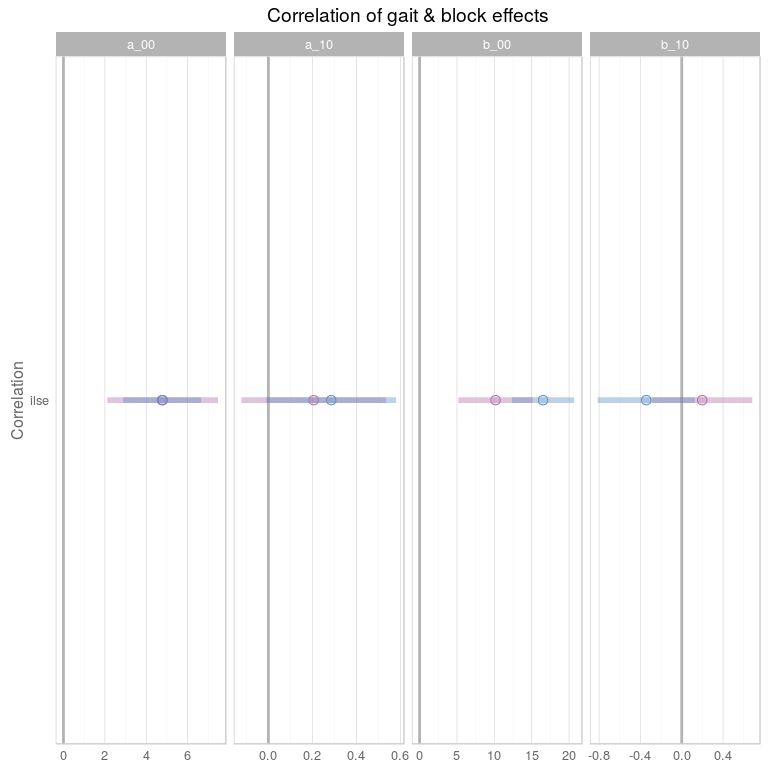 Correlation of gait & block effects
a_00 a_10 b_00 b_10
Correlation
ilse
0 2 4 6 0.0 0.2 0.4 0.6 0 5 10 15 20 -0.8 -0.4 0.0 0.4